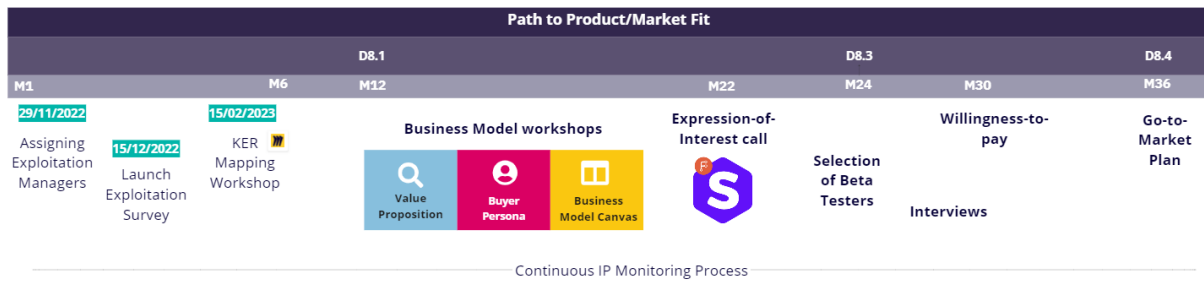 Path to Product/Market Fit
D8.1
D8.3
D8.4
M1
M6
M12
M22
M24
M30
M36
29/11/2022
Assigning
Exploitation
Managers
15/12/2022
Launch
Exploitation
Survey
15/02/2023
KER
Mapping
Workshop
Business Model workshops
Value
Proposition
Buyer
Persona
Business
Model Canvas
Expression-of-
Interest call
F
S
Selection
of Beta
Testers
Willingness-to-
pay
Interviews
Go-to-
Market
Plan
Continuous IP Monitoring Process